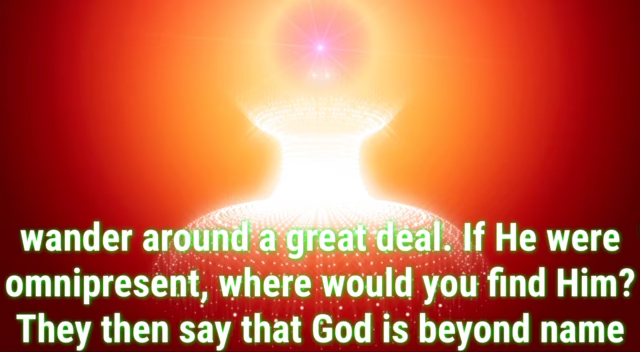 wander around a great deal. If He were
omnipresent, where would you find Him?
They then say that God is beyond name